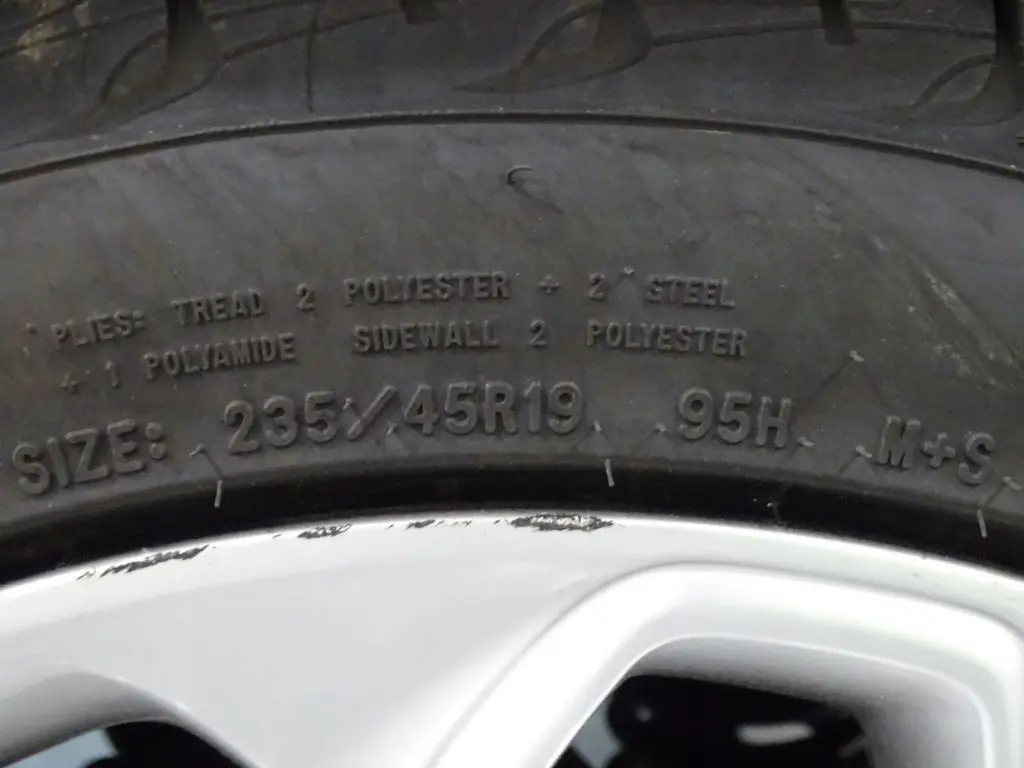 PLIES: TREAD 2 POLYESTER + 2 STEEL
+ 1 POLYAMIDE SIDEWALL 2 POLYESTER
SIZE: 235/45R19 95H M+S